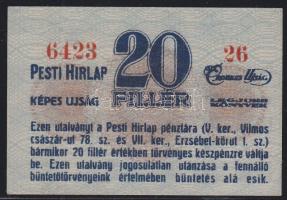 6423
26
20
FILLÉR
PESTI HIRLAP
KÉPES UJSÁG
LEGJOBB
KÖNYVEK
Ezen utalványt a Pesti Hirlap pénztára (V. ker., Vilmos
császár-ut 78. sz. és VII. ker., Erzsébet-körut 1. sz.)
bármikor 20 fillér értékben törvényes készpénzre váltja
be. Ezen utalvány jogosulatlan utánzása a fennálló
büntetőtörvényeink értelmében büntetés alá esik.